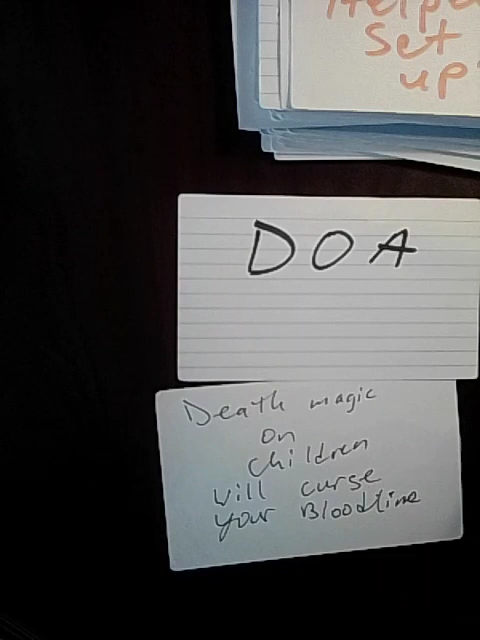 Set
up
DOA
Death magic
on
children
will curse
your Bloodline